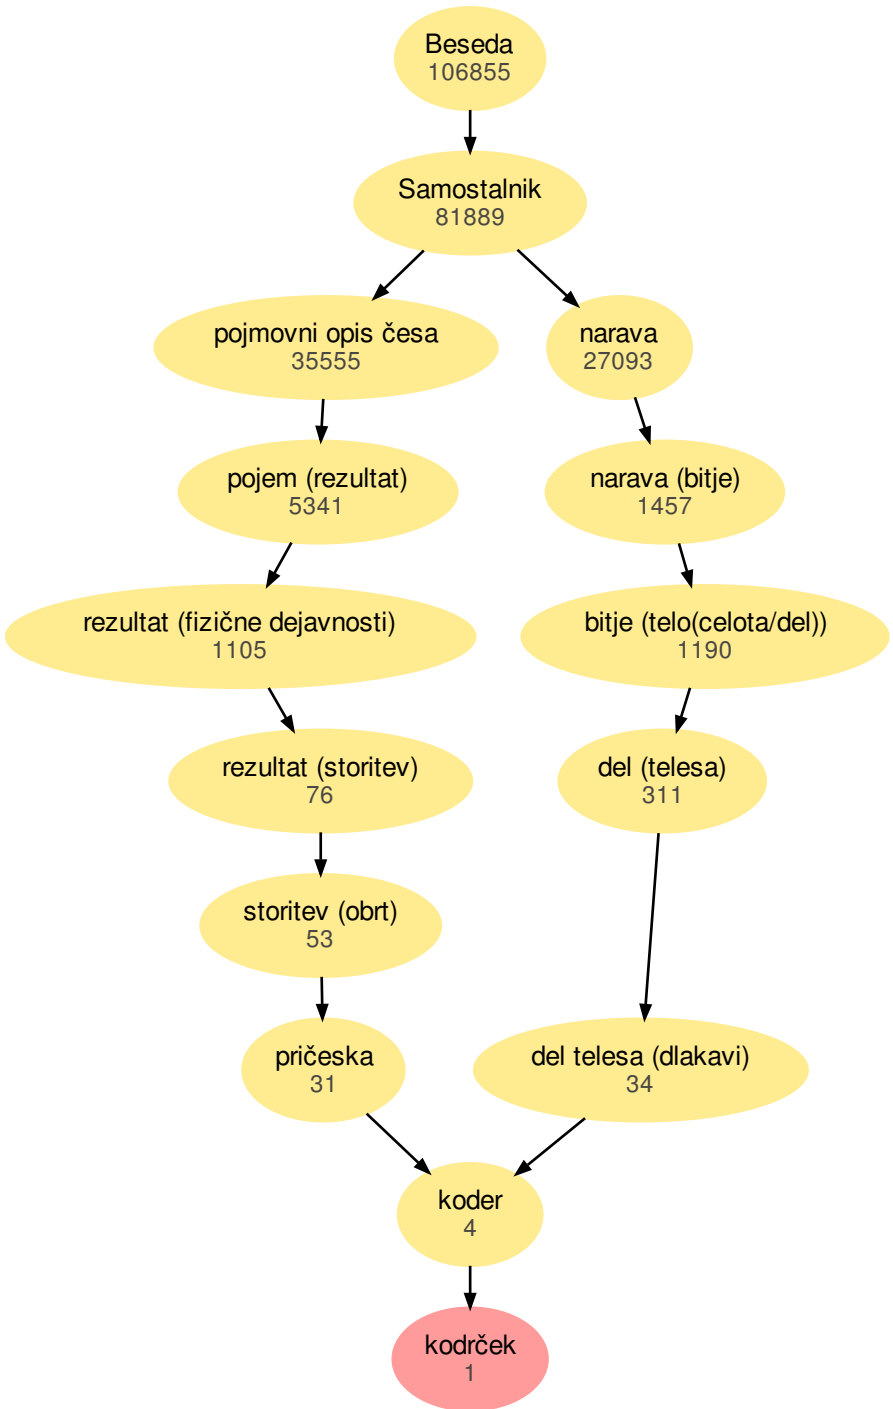 Beseda
106855
Samostalnik
81889
pojmovni opis česa
35555
narava
27093
pojem (rezultat)
5341
narava (bitje)
1457
rezultat (fizične dejavnosti)
1105
bitje (telo(celota/del))
1190
rezultat (storitev)
76
del (telesa)
311
storitev (obrt)
53
pričeska
31
del telesa (dlakavi)
34
koder
4
kodrček
1